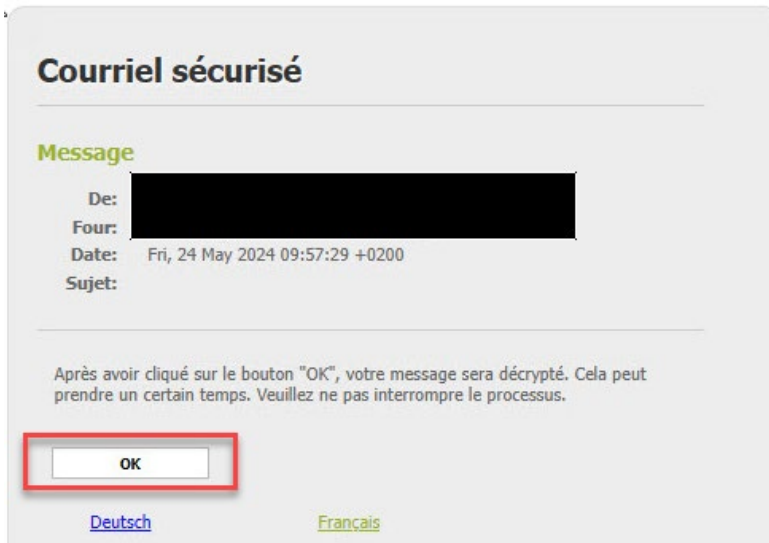 Courriel sécurisé
Message
De:
Four:
Date: Fri, 24 May 2024 09:57:29 +0200
Sujet:
Après avoir cliqué sur le bouton "OK", votre message sera décrypté. Cela peut
prendre un certain temps. Veuillez ne pas interrompre le processus.
OK
Deutsch Français